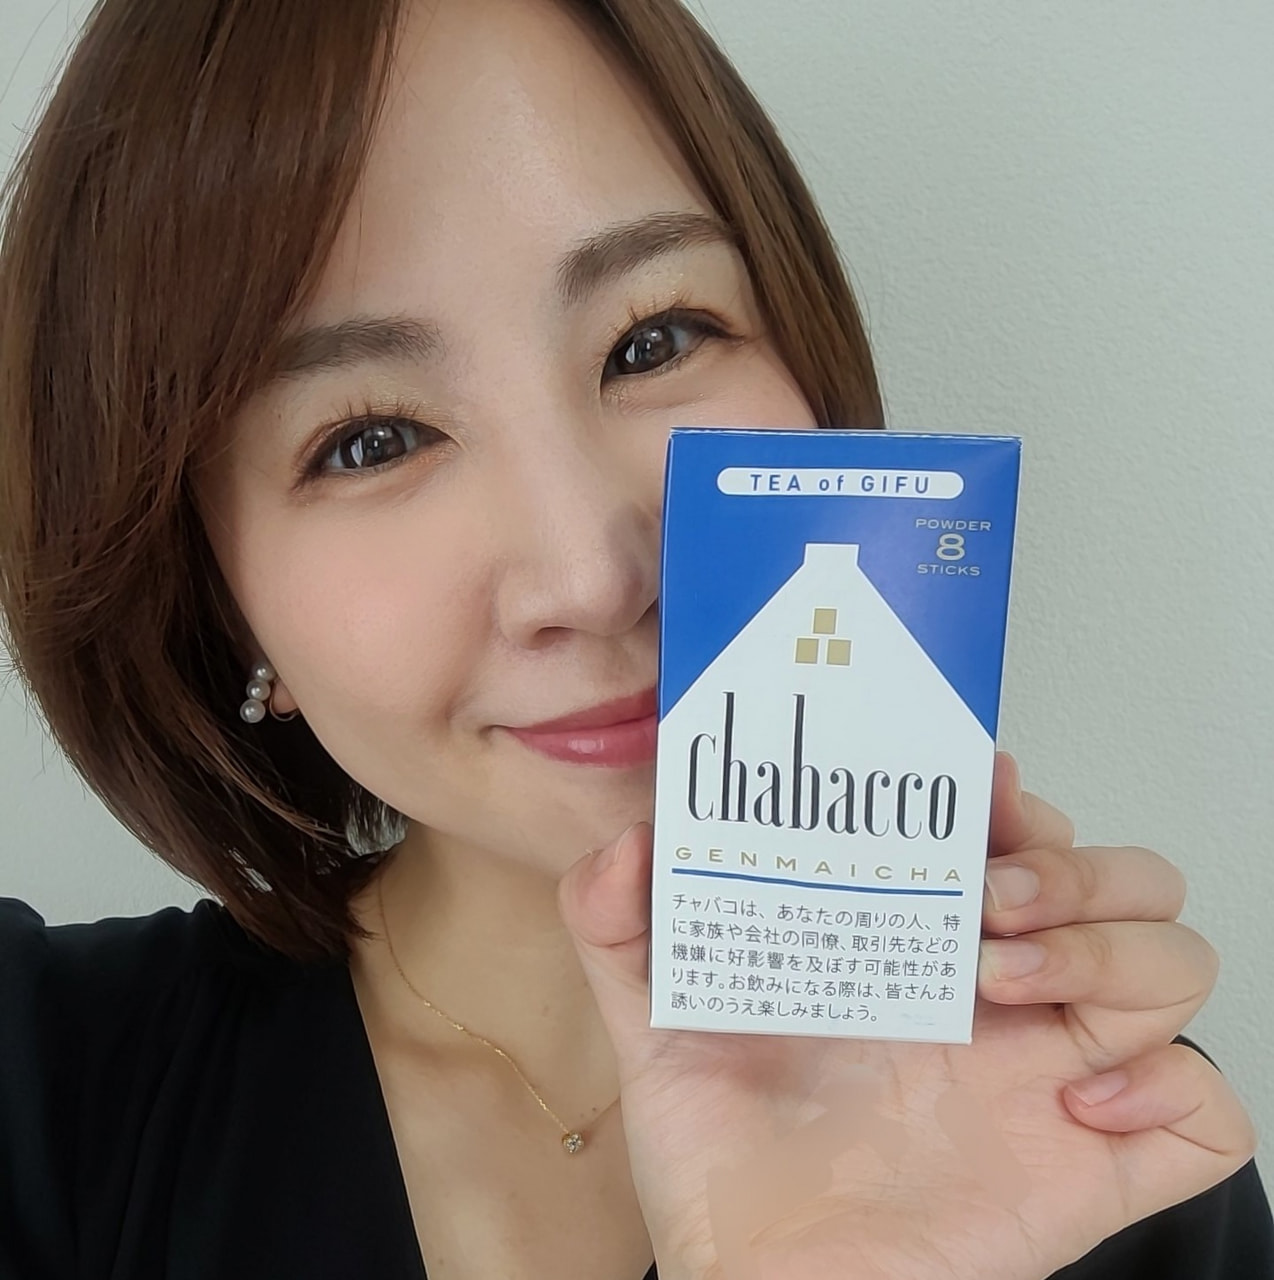 TEA of GIFU
POWDER
8
STICKS
chabacco
GENMAICHA
チャバコは、あなたの周りの人、特
に家族や会社の同僚、取引先などの
機嫌に好影響を及ぼす可能性があ
ります。お飲みになる際は、皆さんお
誘いのうえ楽しみましょう。